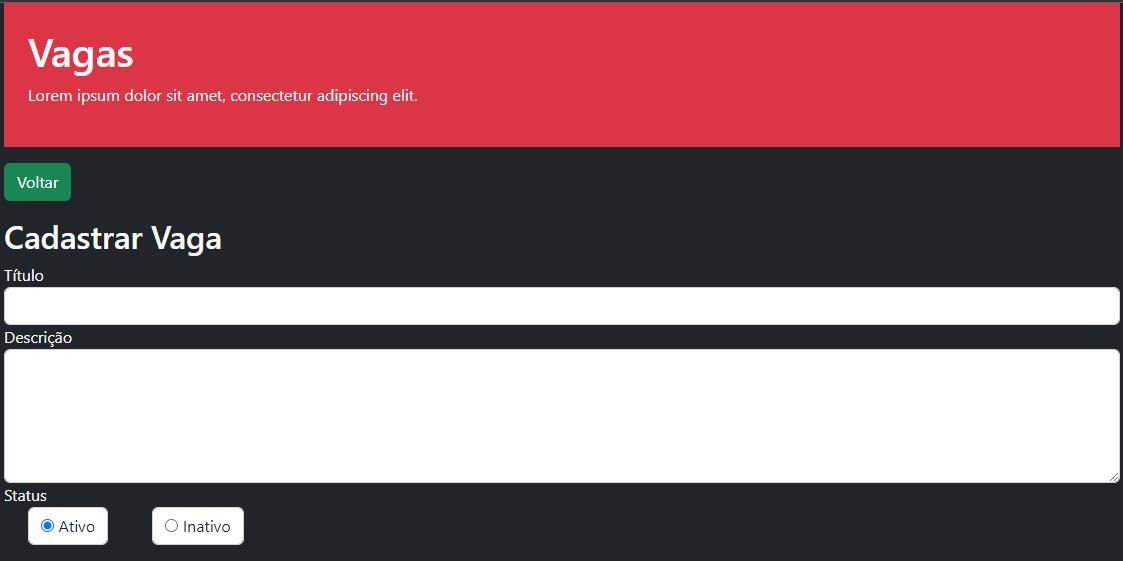 Vagas
Lorem ipsum dolor sit amet, consectetur adipiscing elit.
Voltar
Cadastrar Vaga
Título
Descrição
Status
Ativo Inativo